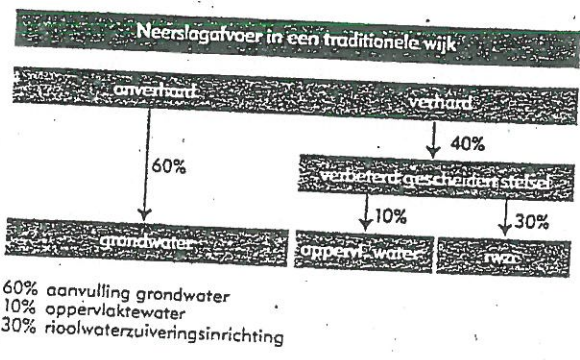 Neerslagafvoer in een traditionele wijk
onverhard verhard
40%
60%
verbeterd gescheiden stelsel
10% 30%
grondwater oppervl. water rwzi
60% aanvulling grondwater
10% oppervlaktewater
30% rioolwaterzuiveringsinrichting